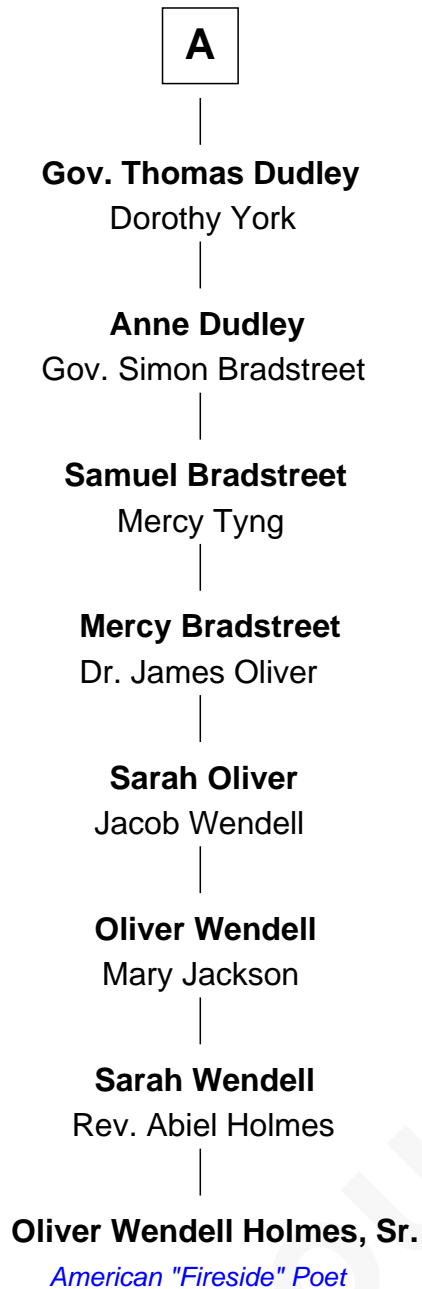 A
Gov. Thomas Dudley
Dorothy York
Anne Dudley
Gov. Simon Bradstreet
Samuel Bradstreet
Mercy Tyng
Mercy Bradstreet
Dr. James Oliver
Sarah Oliver
Jacob Wendell
Oliver Wendell
Mary Jackson
Sarah Wendell
Rev. Abiel Holmes
Oliver Wendell Holmes, Sr.
American "Fireside" Poet